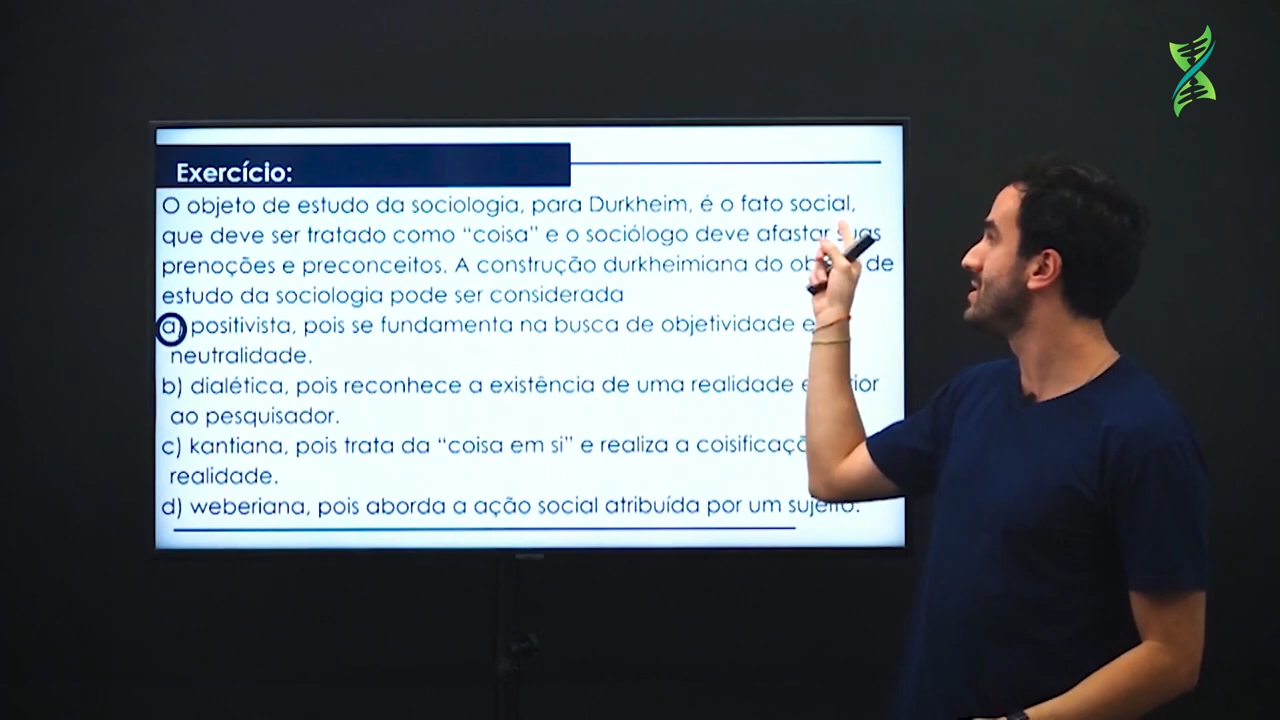 Exercício:
O objeto de estudo da sociologia, para Durkheim, é o fato social,
que deve ser tratado como “coisa” e o sociólogo deve afastar suas
prenoções e preconceitos. A construção durkheimiana do de
estudo da sociologia pode ser considerada
a) positivista, pois se fundamenta na busca de objetividade e
neutralidade.
b) dialética, pois reconhece a existência de uma realidade
ao pesquisador.
c) kantiana, pois trata da “coisa em si” e realiza a
realidade.
d) weberiana, pois aborda a ação social atribuída por um sujeito.